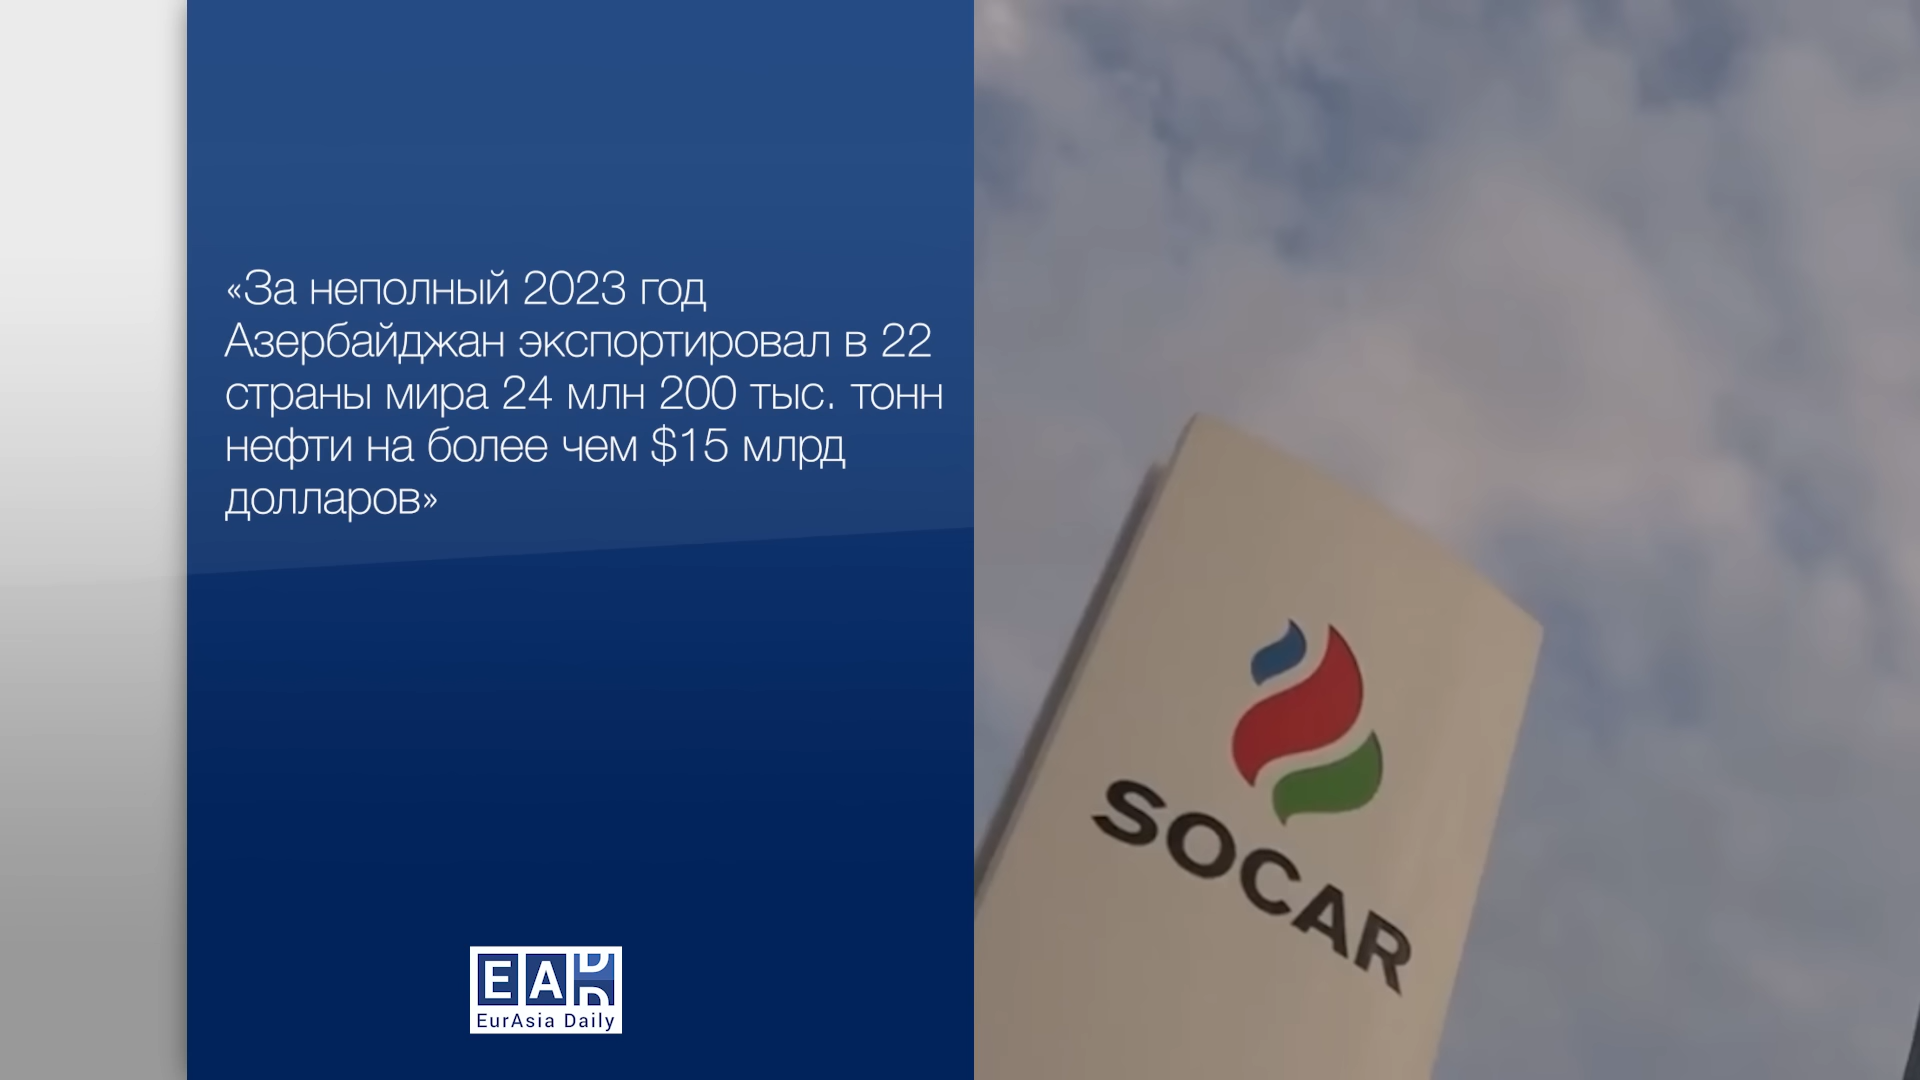 «За неполный 2023 год
Азербайджан экспортировал в 22
страны мира 24 млн 200 тыс. тонн
нефти на более чем $15 млрд
долларов»
EAD
EurAsia Daily
SOCAR